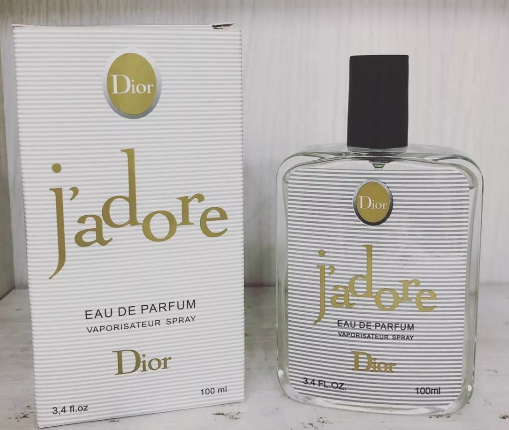 Dior
j'adore
EAU DE PARFUM
VAPORISATEUR SPRAY
Dior
3,4 fl.oz
100 ml
Dior
j'adore
EAU DE PARFUM
VAPORISATEUR SPRAY
Dior
3.4 FL.OZ.
100ml